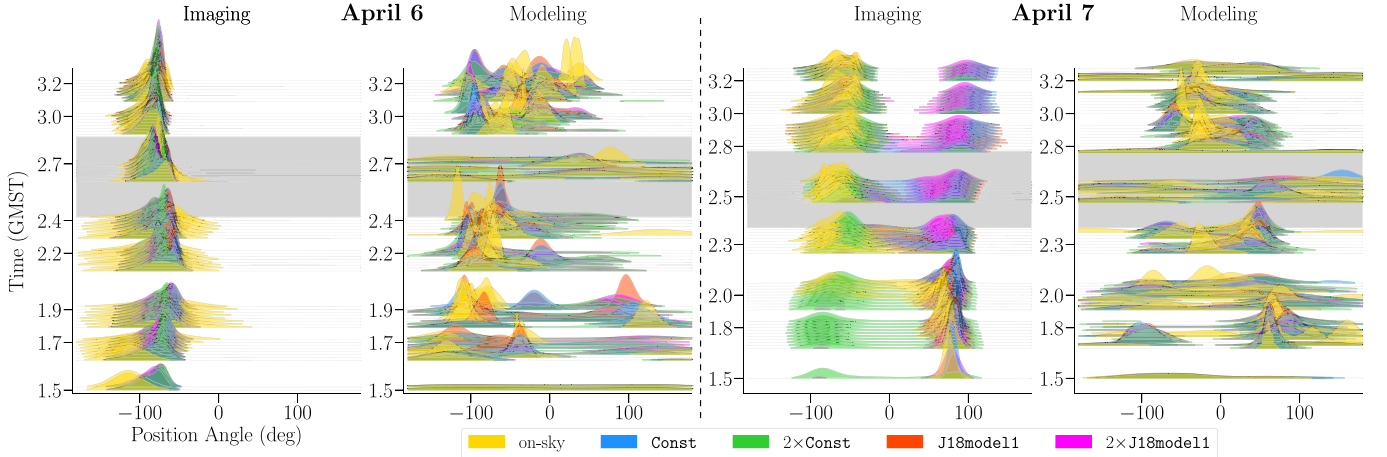 April 6
April 7
Imaging
Modeling
Imaging
Modeling
Time (GMST)
3.2
3.0
2.7
2.4
2.2
1.9
1.7
1.5
3.2
3.0
2.7
2.4
2.2
1.9
1.7
1.5
3.2
3.0
2.8
2.5
2.3
2.0
1.8
1.5
3.2
3.0
2.8
2.5
2.3
2.0
1.8
1.5
−100 0 100
−100 0 100
−100 0 100
−100 0 100
Position Angle (deg)
on-sky Const 2×Const J18model1 2×J18model1